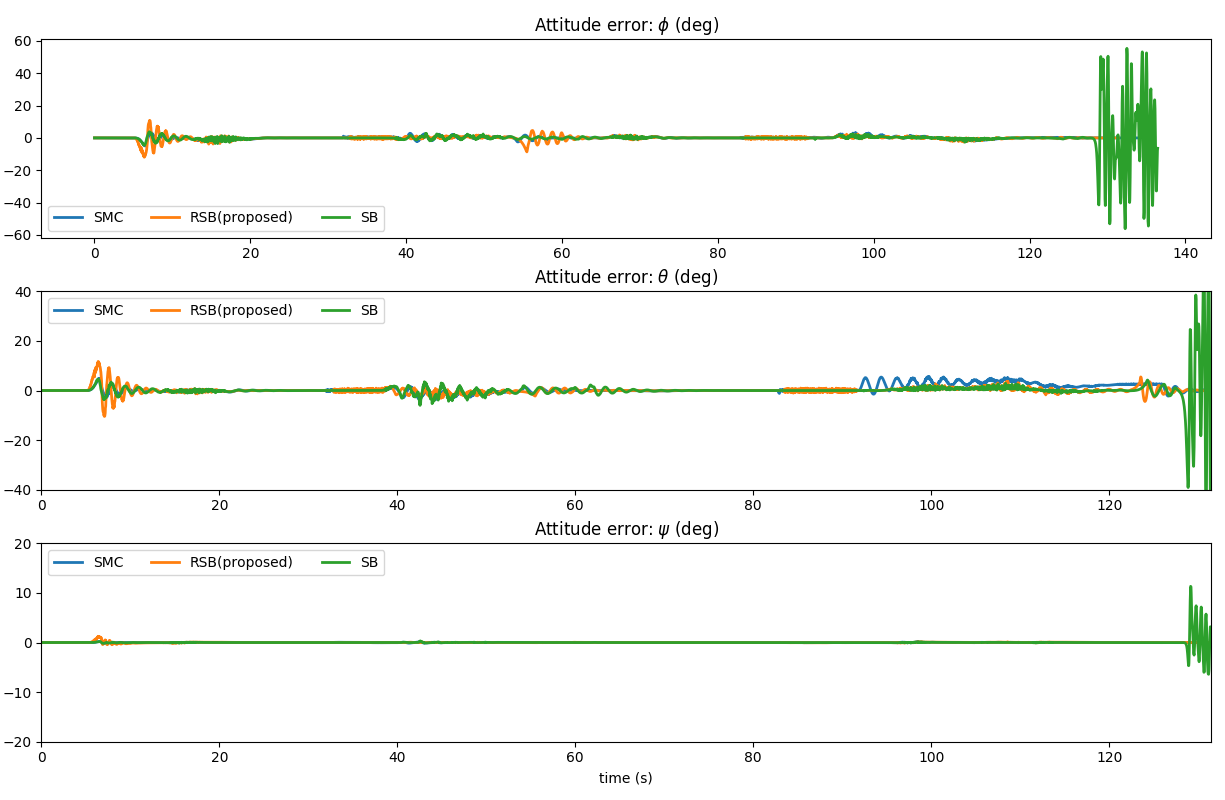 Attitude error: ϕ (deg)
60
40
20
0
−20
−40
−60
SMC RSB(proposed) SB
0 20 40 60 80 100 120 140
Attitude error: θ (deg)
40
20
0
−20
−40
SMC RSB(proposed) SB
0 20 40 60 80 100 120
Attitude error: ψ (deg)
20
10
0
−10
−20
SMC RSB(proposed) SB
0 20 40 60 80 100 120
time (s)